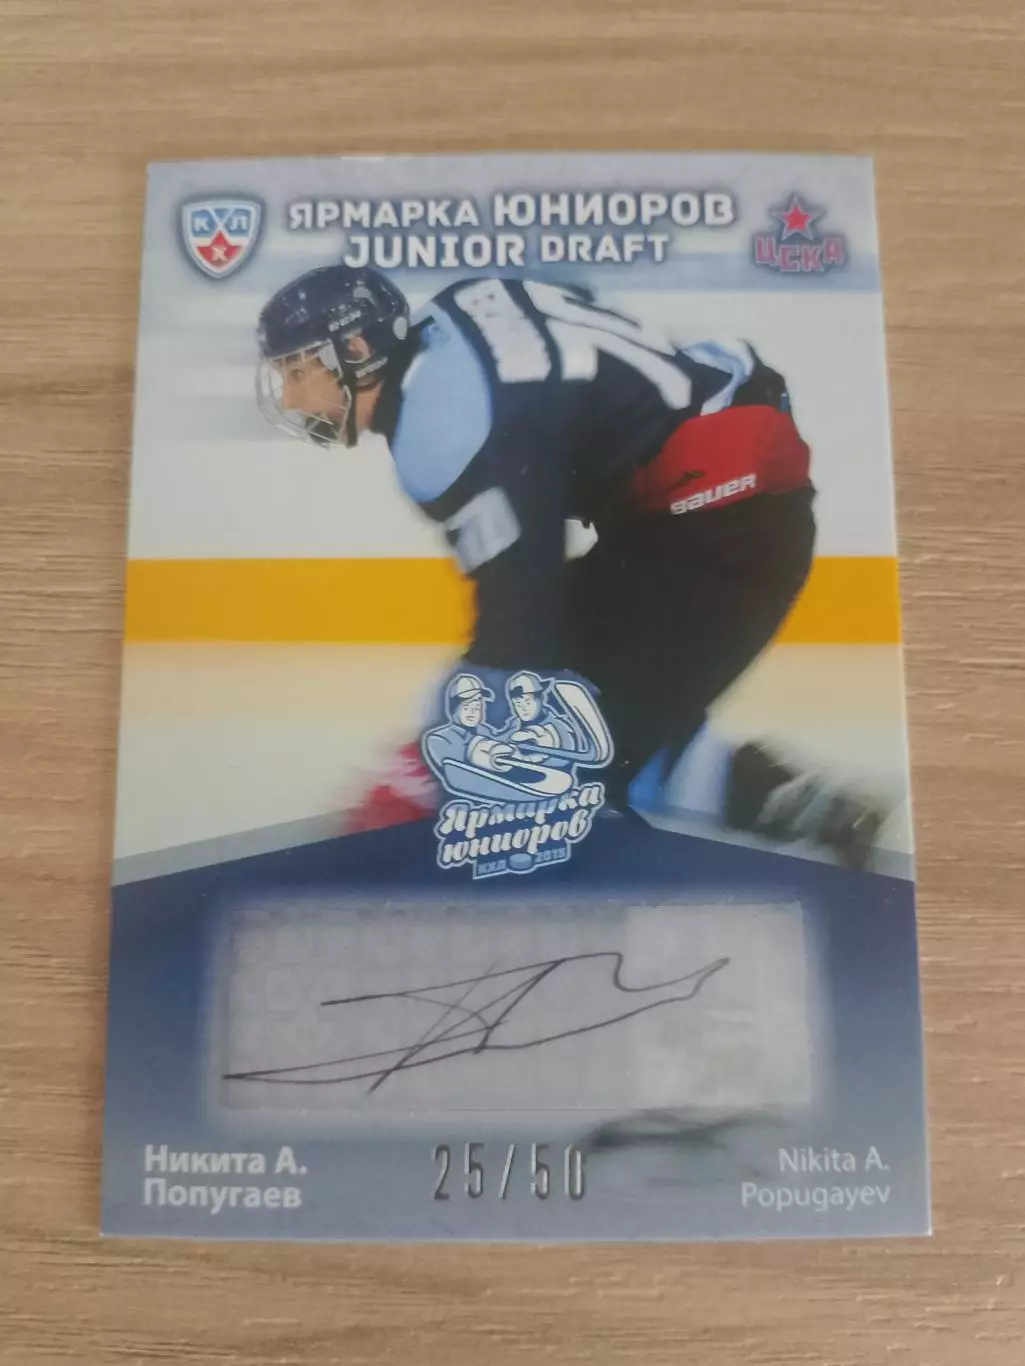 КХЛ
ЯРМАРКА ЮНИОРОВ
JUNIOR DRAFT
ЦСКА
BAUER
Ярмарка
юниоров
КХЛ 2015
25/50
Никита А.
Попугаев
Nikita A.
Popugayev